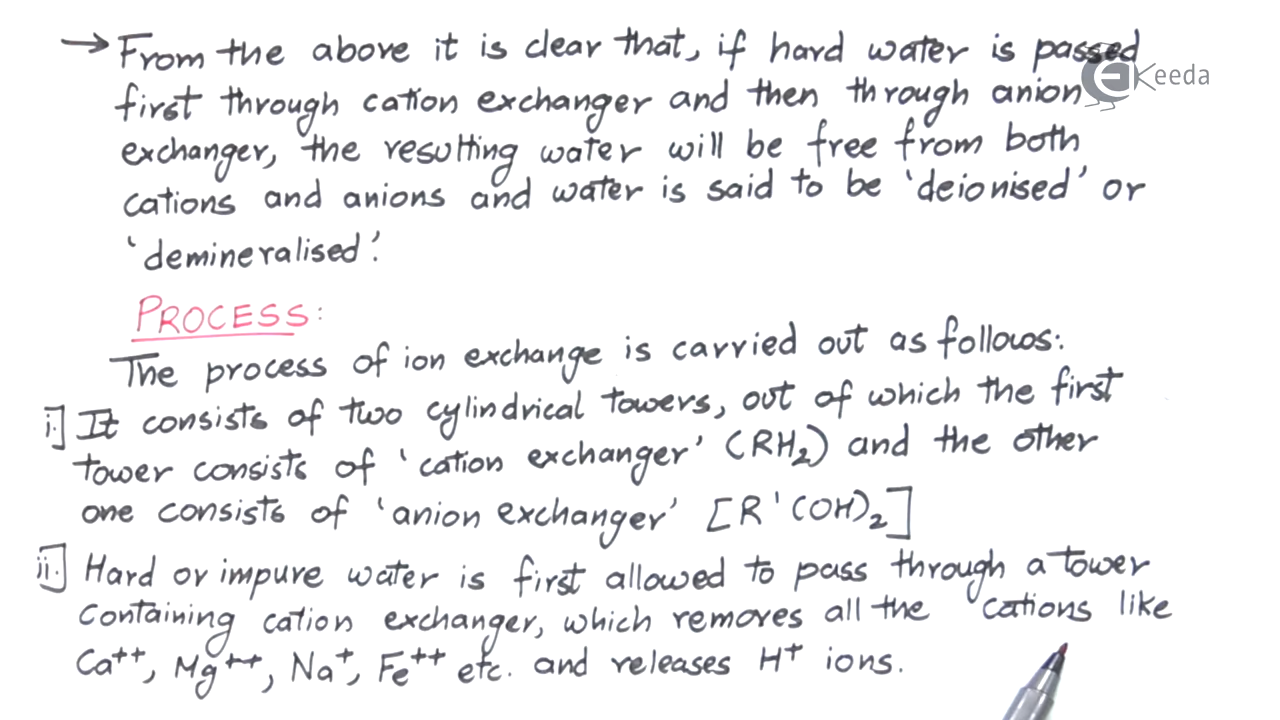 → From the above it is clear that, if hard water is passed
first through cation exchanger and then through anion
exchanger, the resulting water will be free from both
cations and anions and water is said to be 'deionised' or
'demineralised'.
PROCESS:
The process of ion exchange is carried out as follows:
i.] It consists of two cylindrical towers, out of which the first
tower consists of 'cation exchanger' (RH₂) and the other
one consists of 'anion exchanger' [R'(OH)₂]
ii.] Hard or impure water is first allowed to pass through a tower
containing cation exchanger, which removes all the cations like
Ca⁺⁺, Mg⁺⁺, Na⁺, Fe⁺⁺ etc. and releases H⁺ ions.
EKeeda